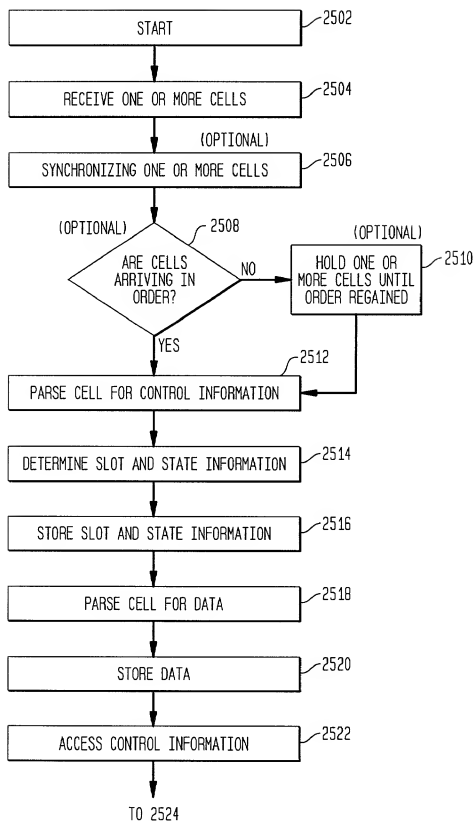 START
2502
RECEIVE ONE OR MORE CELLS
2504
(OPTIONAL)
SYNCHRONIZING ONE OR MORE CELLS
2506
(OPTIONAL)
2508
ARE CELLS
ARRIVING IN
ORDER?
NO
(OPTIONAL)
HOLD ONE OR
MORE CELLS UNTIL
ORDER REGAINED
2510
YES
2512
PARSE CELL FOR CONTROL INFORMATION
DETERMINE SLOT AND STATE INFORMATION
2514
STORE SLOT AND STATE INFORMATION
2516
PARSE CELL FOR DATA
2518
STORE DATA
2520
ACCESS CONTROL INFORMATION
2522
TO 2524